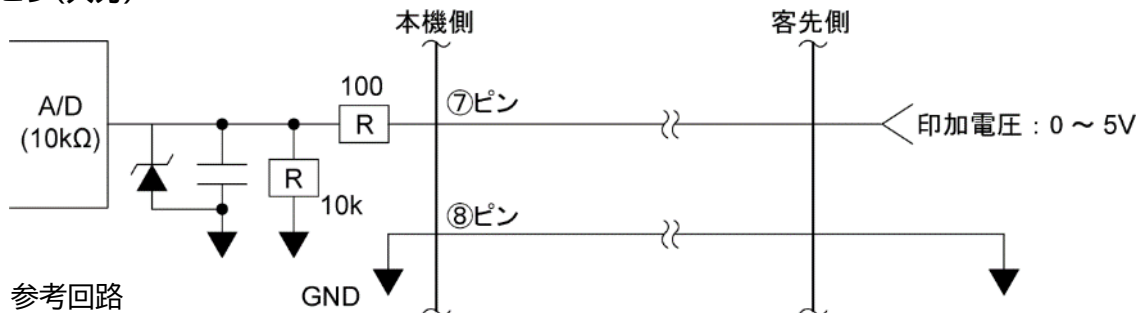 本機側
客先側
100
⑦ピン
A/D
(10kΩ)
R
印加電圧：0 ～ 5V
R
10k
⑧ピン
参考回路
GND